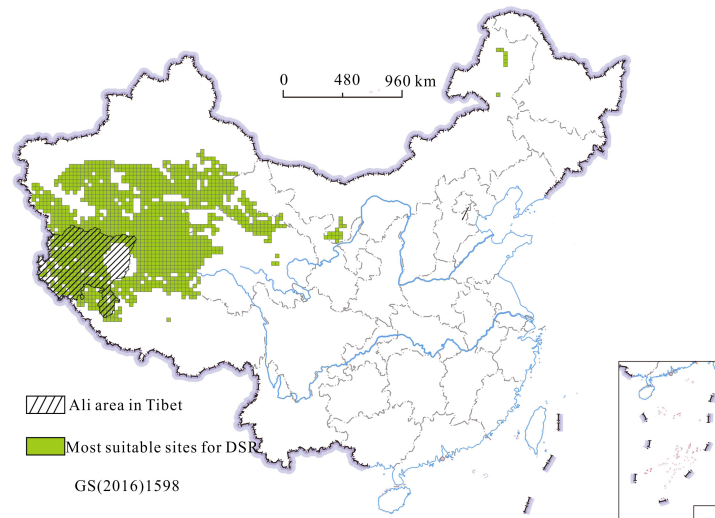 0 480 960 km
Ali area in Tibet
Most suitable sites for DSR
GS(2016)1598